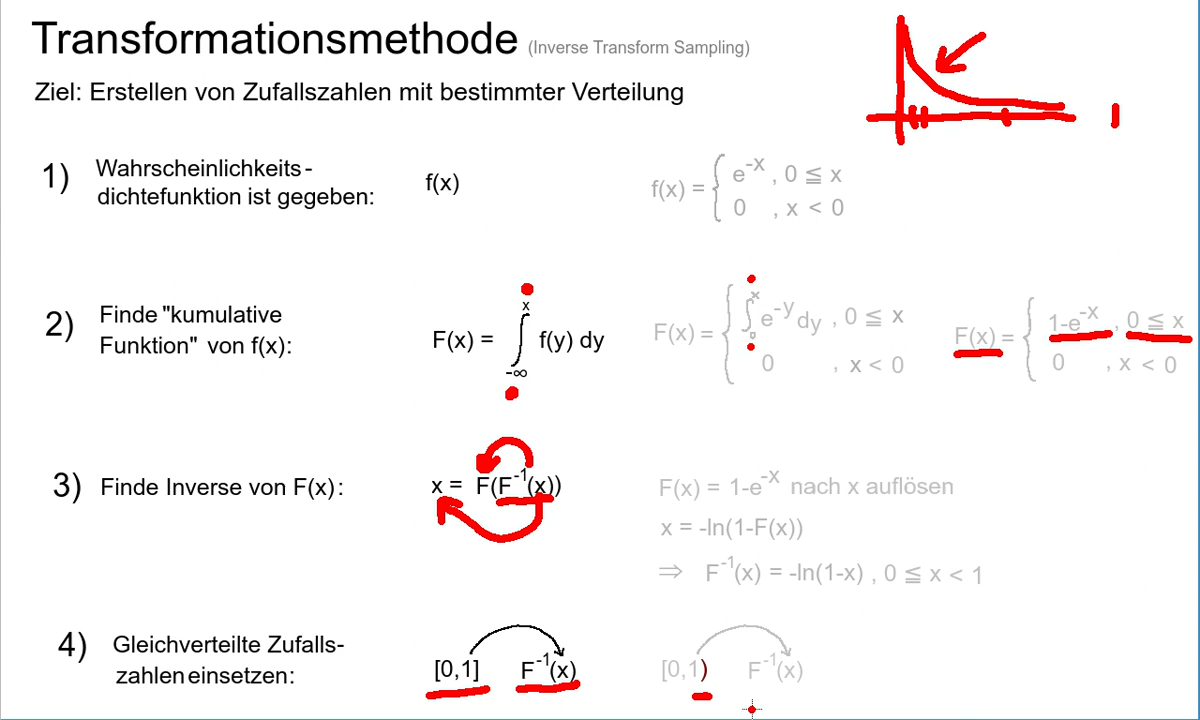 Transformationsmethode (Inverse Transform Sampling)
Ziel: Erstellen von Zufallszahlen mit bestimmter Verteilung
1) Wahrscheinlichkeits-
dichtefunktion ist gegeben:
f(x)
f(x) = { e^-x , 0 ≦ x
0 , x < 0
2) Finde "kumulative
Funktion" von f(x):
F(x) = ∫_-∞^x f(y) dy
F(x) = { ∫_0^x e^-y dy , 0 ≦ x
0 , x < 0
F(x) = { 1-e^-x , 0 ≦ x
0 , x < 0
3) Finde Inverse von F(x):
x = F(F^-1(x))
F(x) = 1-e^-x nach x auflösen
x = -ln(1-F(x))
⇒ F^-1(x) = -ln(1-x) , 0 ≦ x < 1
4) Gleichverteilte Zufalls-
zahlen einsetzen:
[0,1] F^-1(x)
[0,1) F^-1(x)